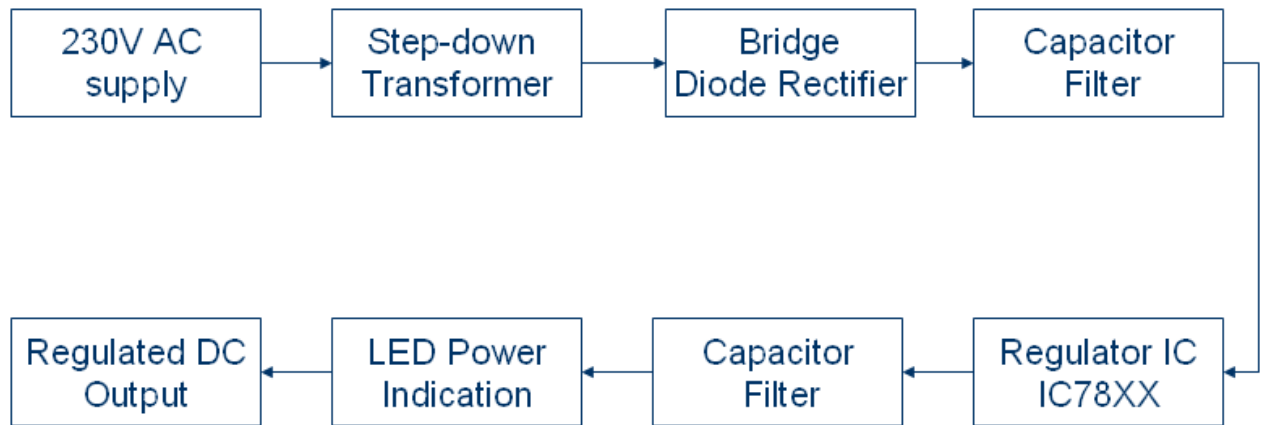 230V AC
supply
Step-down
Transformer
Bridge
Diode Rectifier
Capacitor
Filter
Regulator IC
IC78XX
Capacitor
Filter
LED Power
Indication
Regulated DC
Output